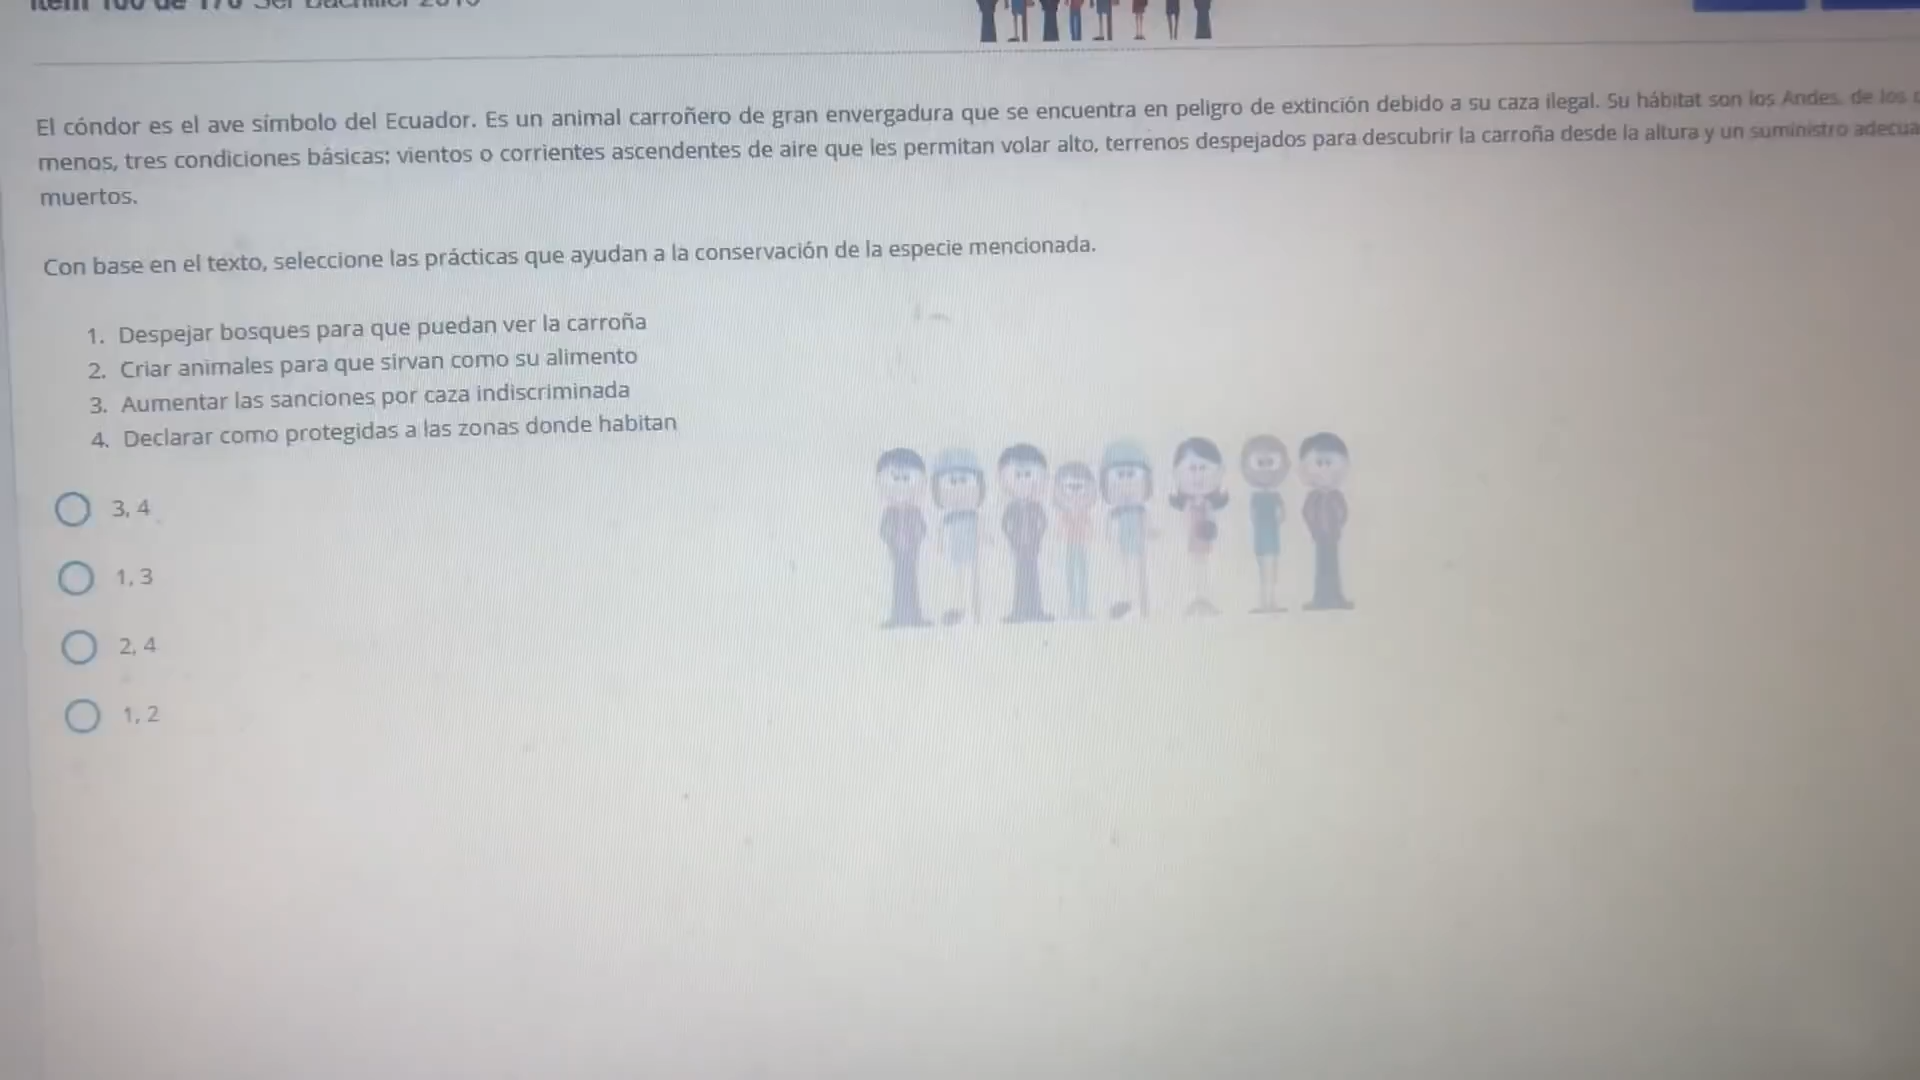 Item 100 de 170 Ser Bachiller
El cóndor es el ave símbolo del Ecuador. Es un animal carroñero de gran envergadura que se encuentra en peligro de extinción debido a su caza ilegal. Su hábitat son los Andes, de los
menos, tres condiciones básicas: vientos o corrientes ascendentes de aire que les permitan volar alto, terrenos despejados para descubrir la carroña desde la altura y un suministro
muertos.
Con base en el texto, seleccione las prácticas que ayudan a la conservación de la especie mencionada.
1. Despejar bosques para que puedan ver la carroña
2. Criar animales para que sirvan como su alimento
3. Aumentar las sanciones por caza indiscriminada
4. Declarar como protegidas a las zonas donde habitan
3, 4
1, 3
2, 4
1, 2